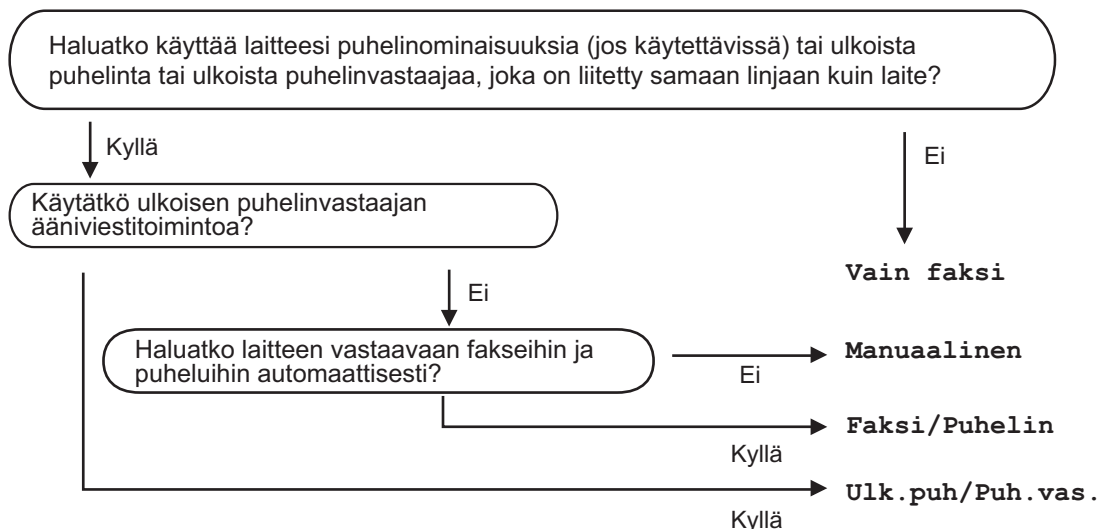 Haluatko käyttää laitteesi puhelinominaisuuksia (jos käytettävissä) tai ulkoista
puhelinta tai ulkoista puhelinvastaajaa, joka on liitetty samaan linjaan kuin laite?
Kyllä
Ei
Käytätkö ulkoisen puhelinvastaajan
ääniviestitoimintoa?
Vain faksi
Ei
Haluatko laitteen vastaavaan fakseihin ja
puheluihin automaattisesti?
Manuaalinen
Ei
Faksi/Puhelin
Kyllä
Ulk.puh/Puh.vas.
Kyllä